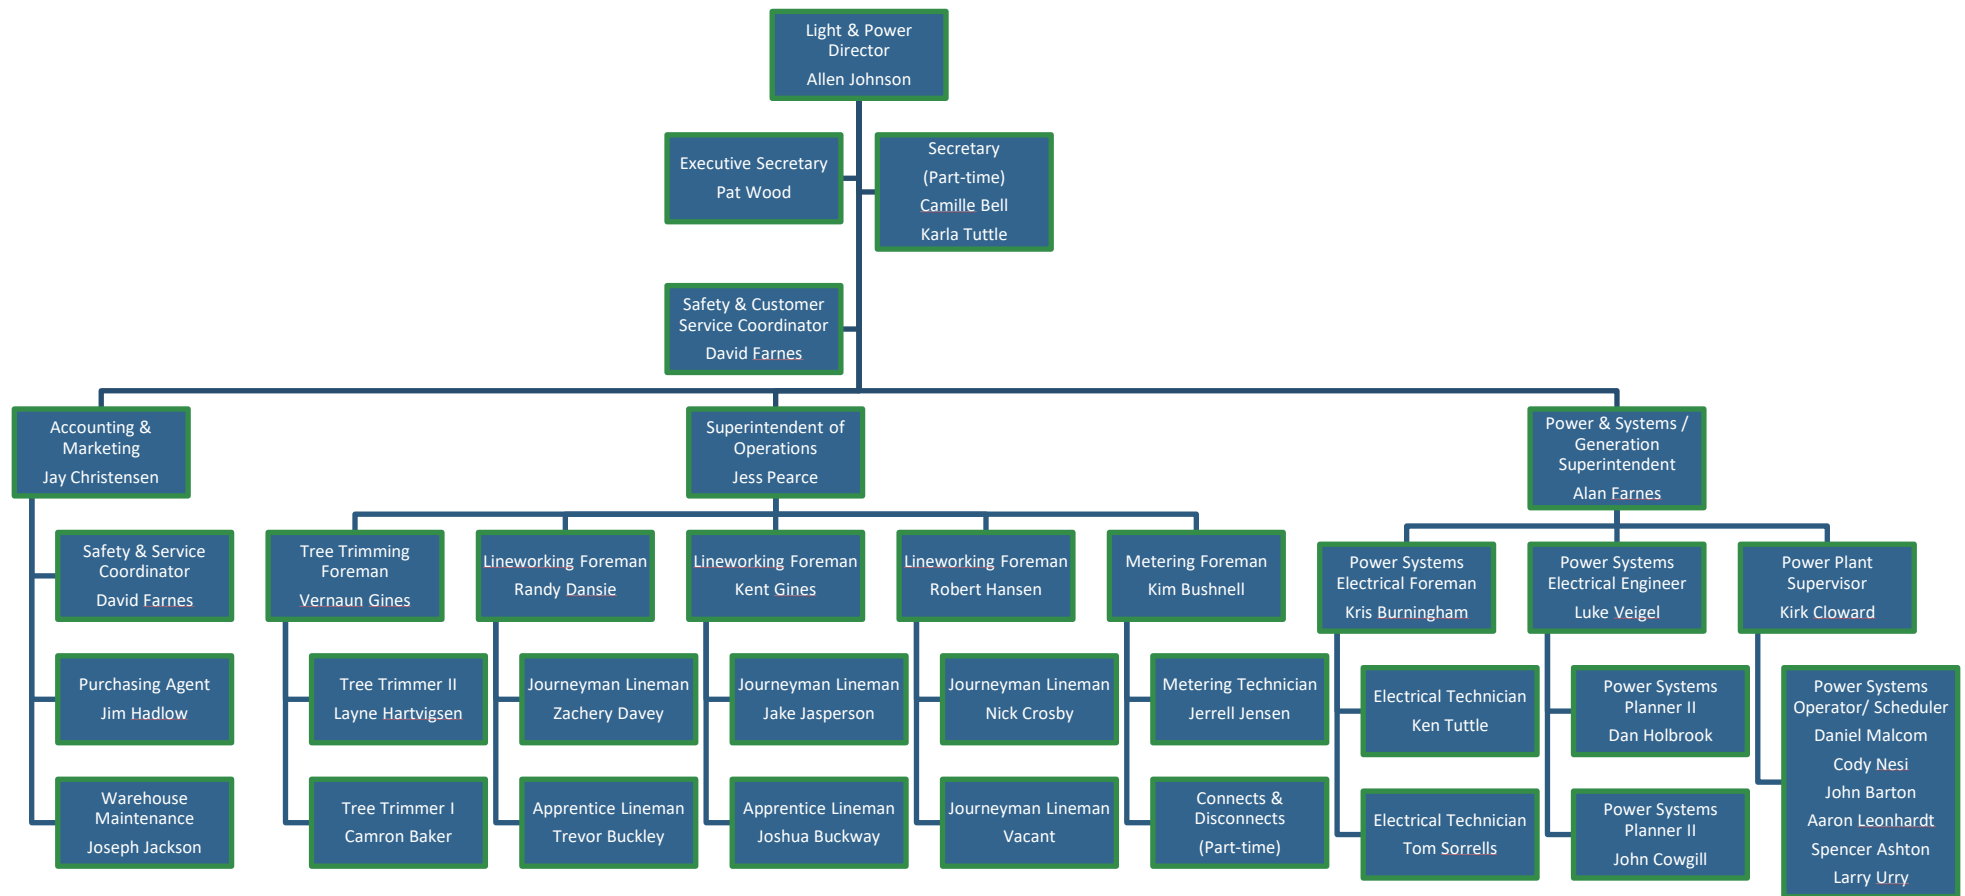 Light & Power
Director
Allen Johnson
Executive Secretary
Pat Wood
Secretary
(Part-time)
Camille Bell
Karla Tuttle
Safety & Customer
Service Coordinator
David Farnes
Accounting &
Marketing
Jay Christensen
Superintendent of
Operations
Jess Pearce
Power & Systems /
Generation
Superintendent
Alan Farnes
Safety & Service
Coordinator
David Farnes
Purchasing Agent
Jim Hadlow
Warehouse
Maintenance
Joseph Jackson
Tree Trimming
Foreman
Vernaun Gines
Tree Trimmer II
Layne Hartvigsen
Tree Trimmer I
Camron Baker
Lineworking Foreman
Randy Dansie
Journeyman Lineman
Zachery Davey
Apprentice Lineman
Trevor Buckley
Lineworking Foreman
Kent Gines
Journeyman Lineman
Jake Jasperson
Apprentice Lineman
Joshua Buckway
Lineworking Foreman
Robert Hansen
Journeyman Lineman
Nick Crosby
Journeyman Lineman
Vacant
Metering Foreman
Kim Bushnell
Metering Technician
Jerrell Jensen
Connects &
Disconnects
(Part-time)
Power Systems
Electrical Foreman
Kris Burningham
Electrical Technician
Ken Tuttle
Electrical Technician
Tom Sorrells
Power Systems
Electrical Engineer
Luke Veigel
Power Systems
Planner II
Dan Holbrook
Power Systems
Planner II
John Cowgill
Power Plant
Supervisor
Kirk Cloward
Power Systems
Operator/ Scheduler
Daniel Malcom
Cody Nesi
John Barton
Aaron Leonhardt
Spencer Ashton
Larry Urry